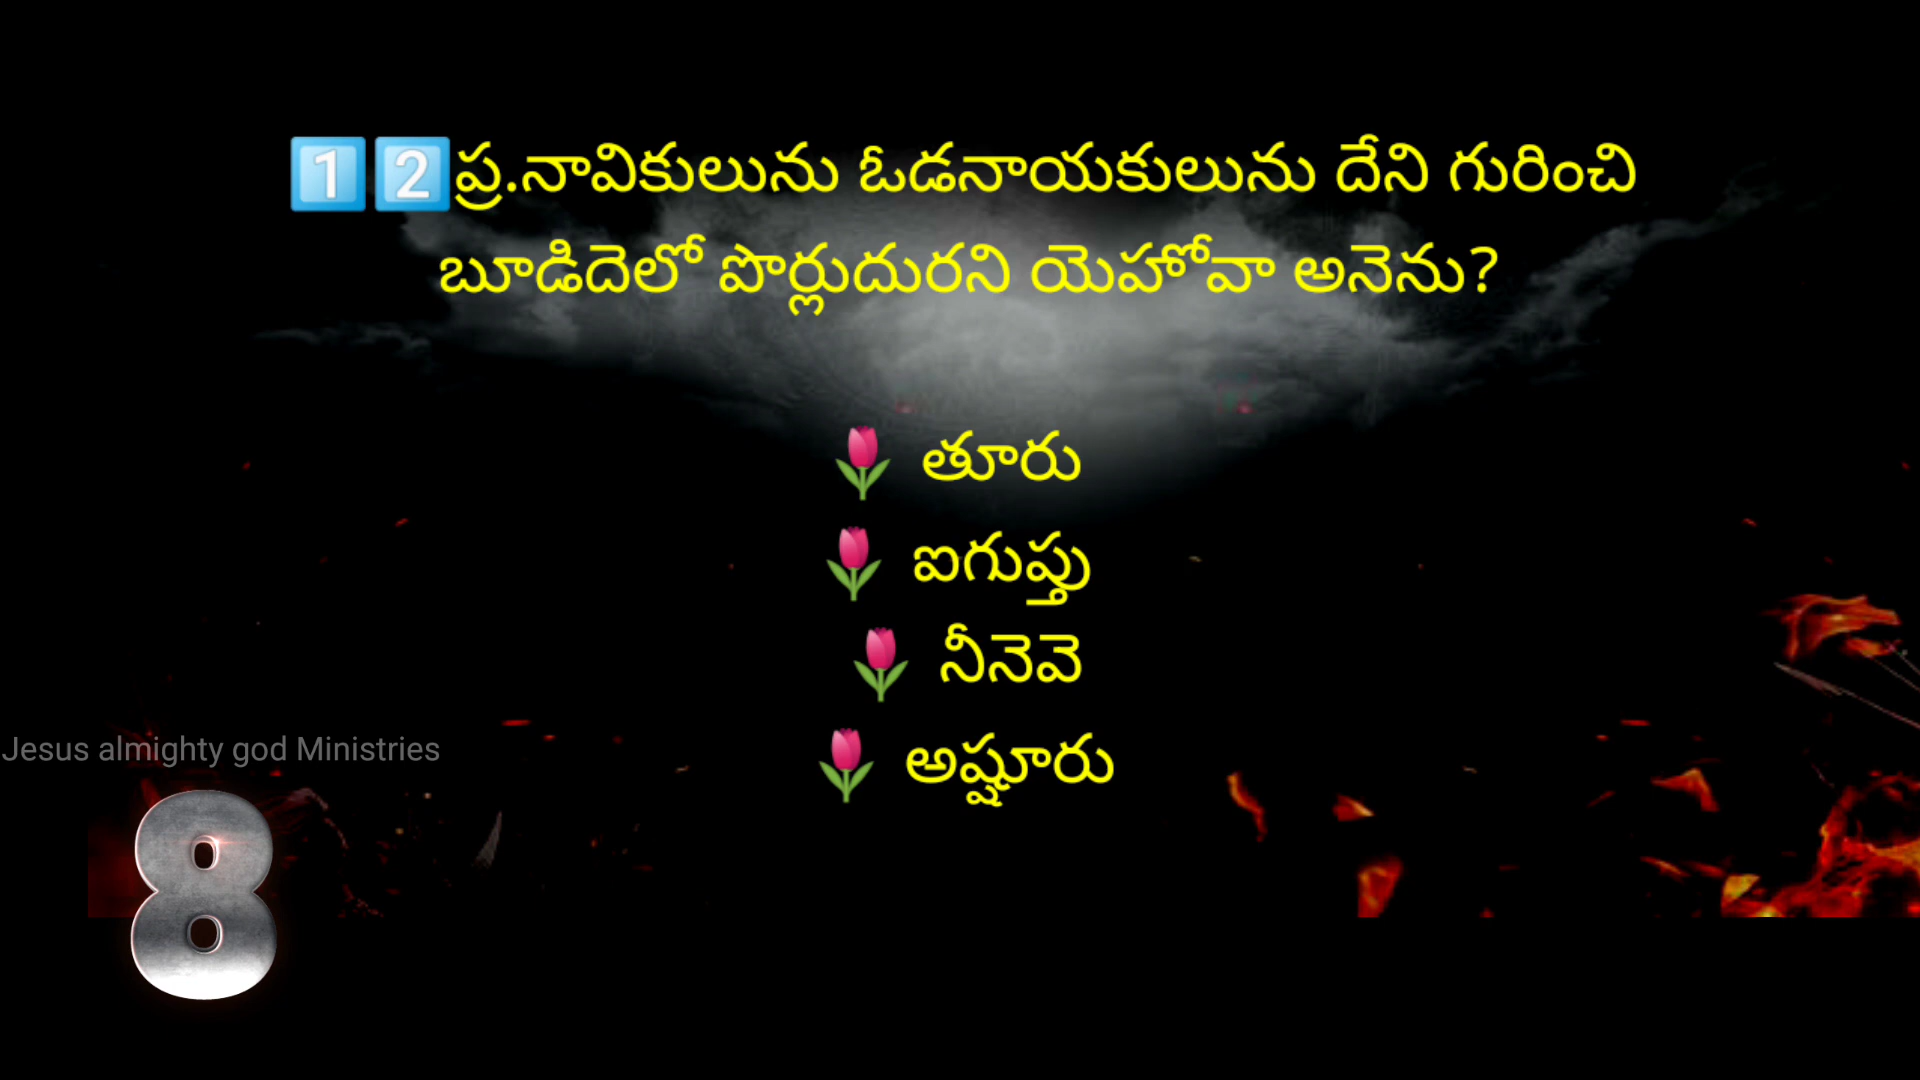 1️⃣2️⃣ప్ర.నావికులును ఓడనాయకులును దేని గురించి
బూడిదెలో పొర్లుదురని యెహోవా అనెను?
🌷 తూరు
🌷 ఐగుప్తు
🌷 నీనెవె
🌷 అష్షూరు
Jesus almighty god Ministries
8